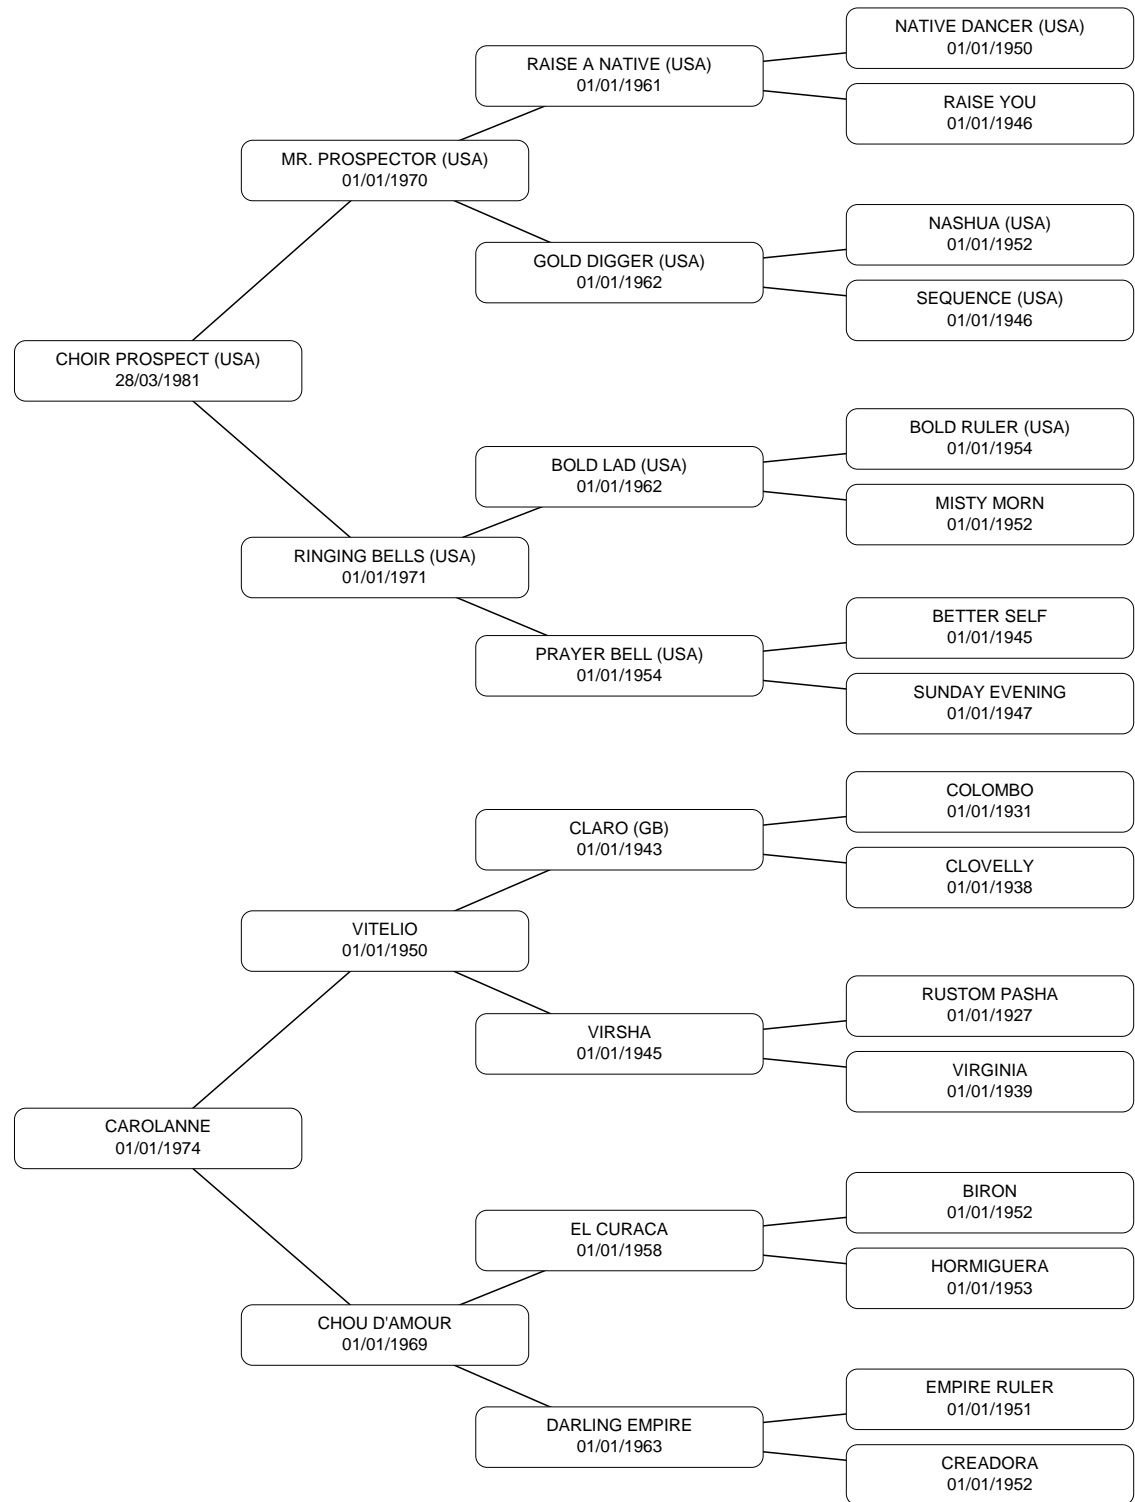 NATIVE DANCER (USA)
01/01/1950
RAISE A NATIVE (USA)
01/01/1961
RAISE YOU
01/01/1946
MR. PROSPECTOR (USA)
01/01/1970
NASHUA (USA)
01/01/1952
GOLD DIGGER (USA)
01/01/1962
SEQUENCE (USA)
01/01/1946
CHOIR PROSPECT (USA)
28/03/1981
BOLD RULER (USA)
01/01/1954
BOLD LAD (USA)
01/01/1962
MISTY MORN
01/01/1952
RINGING BELLS (USA)
01/01/1971
BETTER SELF
01/01/1945
PRAYER BELL (USA)
01/01/1954
SUNDAY EVENING
01/01/1947
COLOMBO
01/01/1931
CLARO (GB)
01/01/1943
CLOVELLY
01/01/1938
VITELIO
01/01/1950
RUSTOM PASHA
01/01/1927
VIRSHA
01/01/1945
VIRGINIA
01/01/1939
CAROLANNE
01/01/1974
BIRON
01/01/1952
EL CURACA
01/01/1958
HORMIGUERA
01/01/1953
CHOU D'AMOUR
01/01/1969
EMPIRE RULER
01/01/1951
DARLING EMPIRE
01/01/1963
CREADORA
01/01/1952